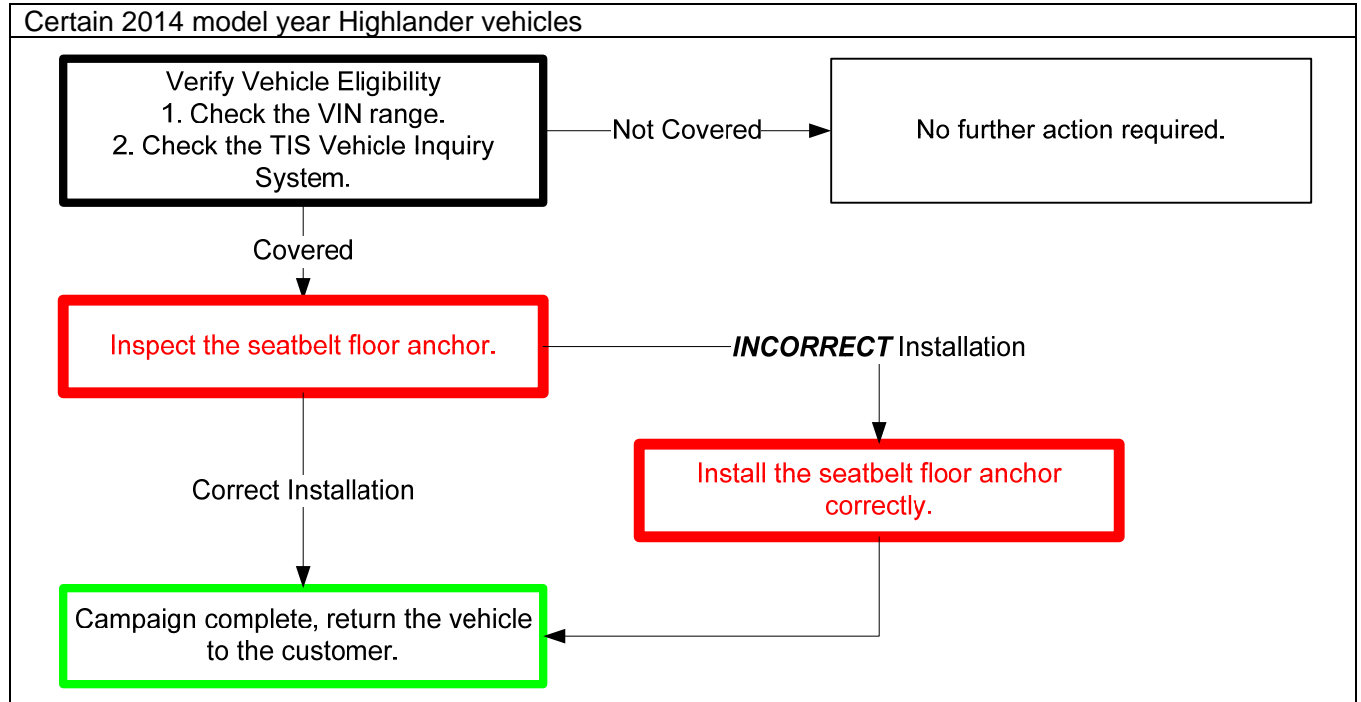 Certain 2014 model year Highlander vehicles
Verify Vehicle Eligibility
1. Check the VIN range.
2. Check the TIS Vehicle Inquiry
System.
Not Covered
No further action required.
Covered
Inspect the seatbelt floor anchor.
INCORRECT Installation
Install the seatbelt floor anchor
correctly.
Correct Installation
Campaign complete, return the vehicle
to the customer.